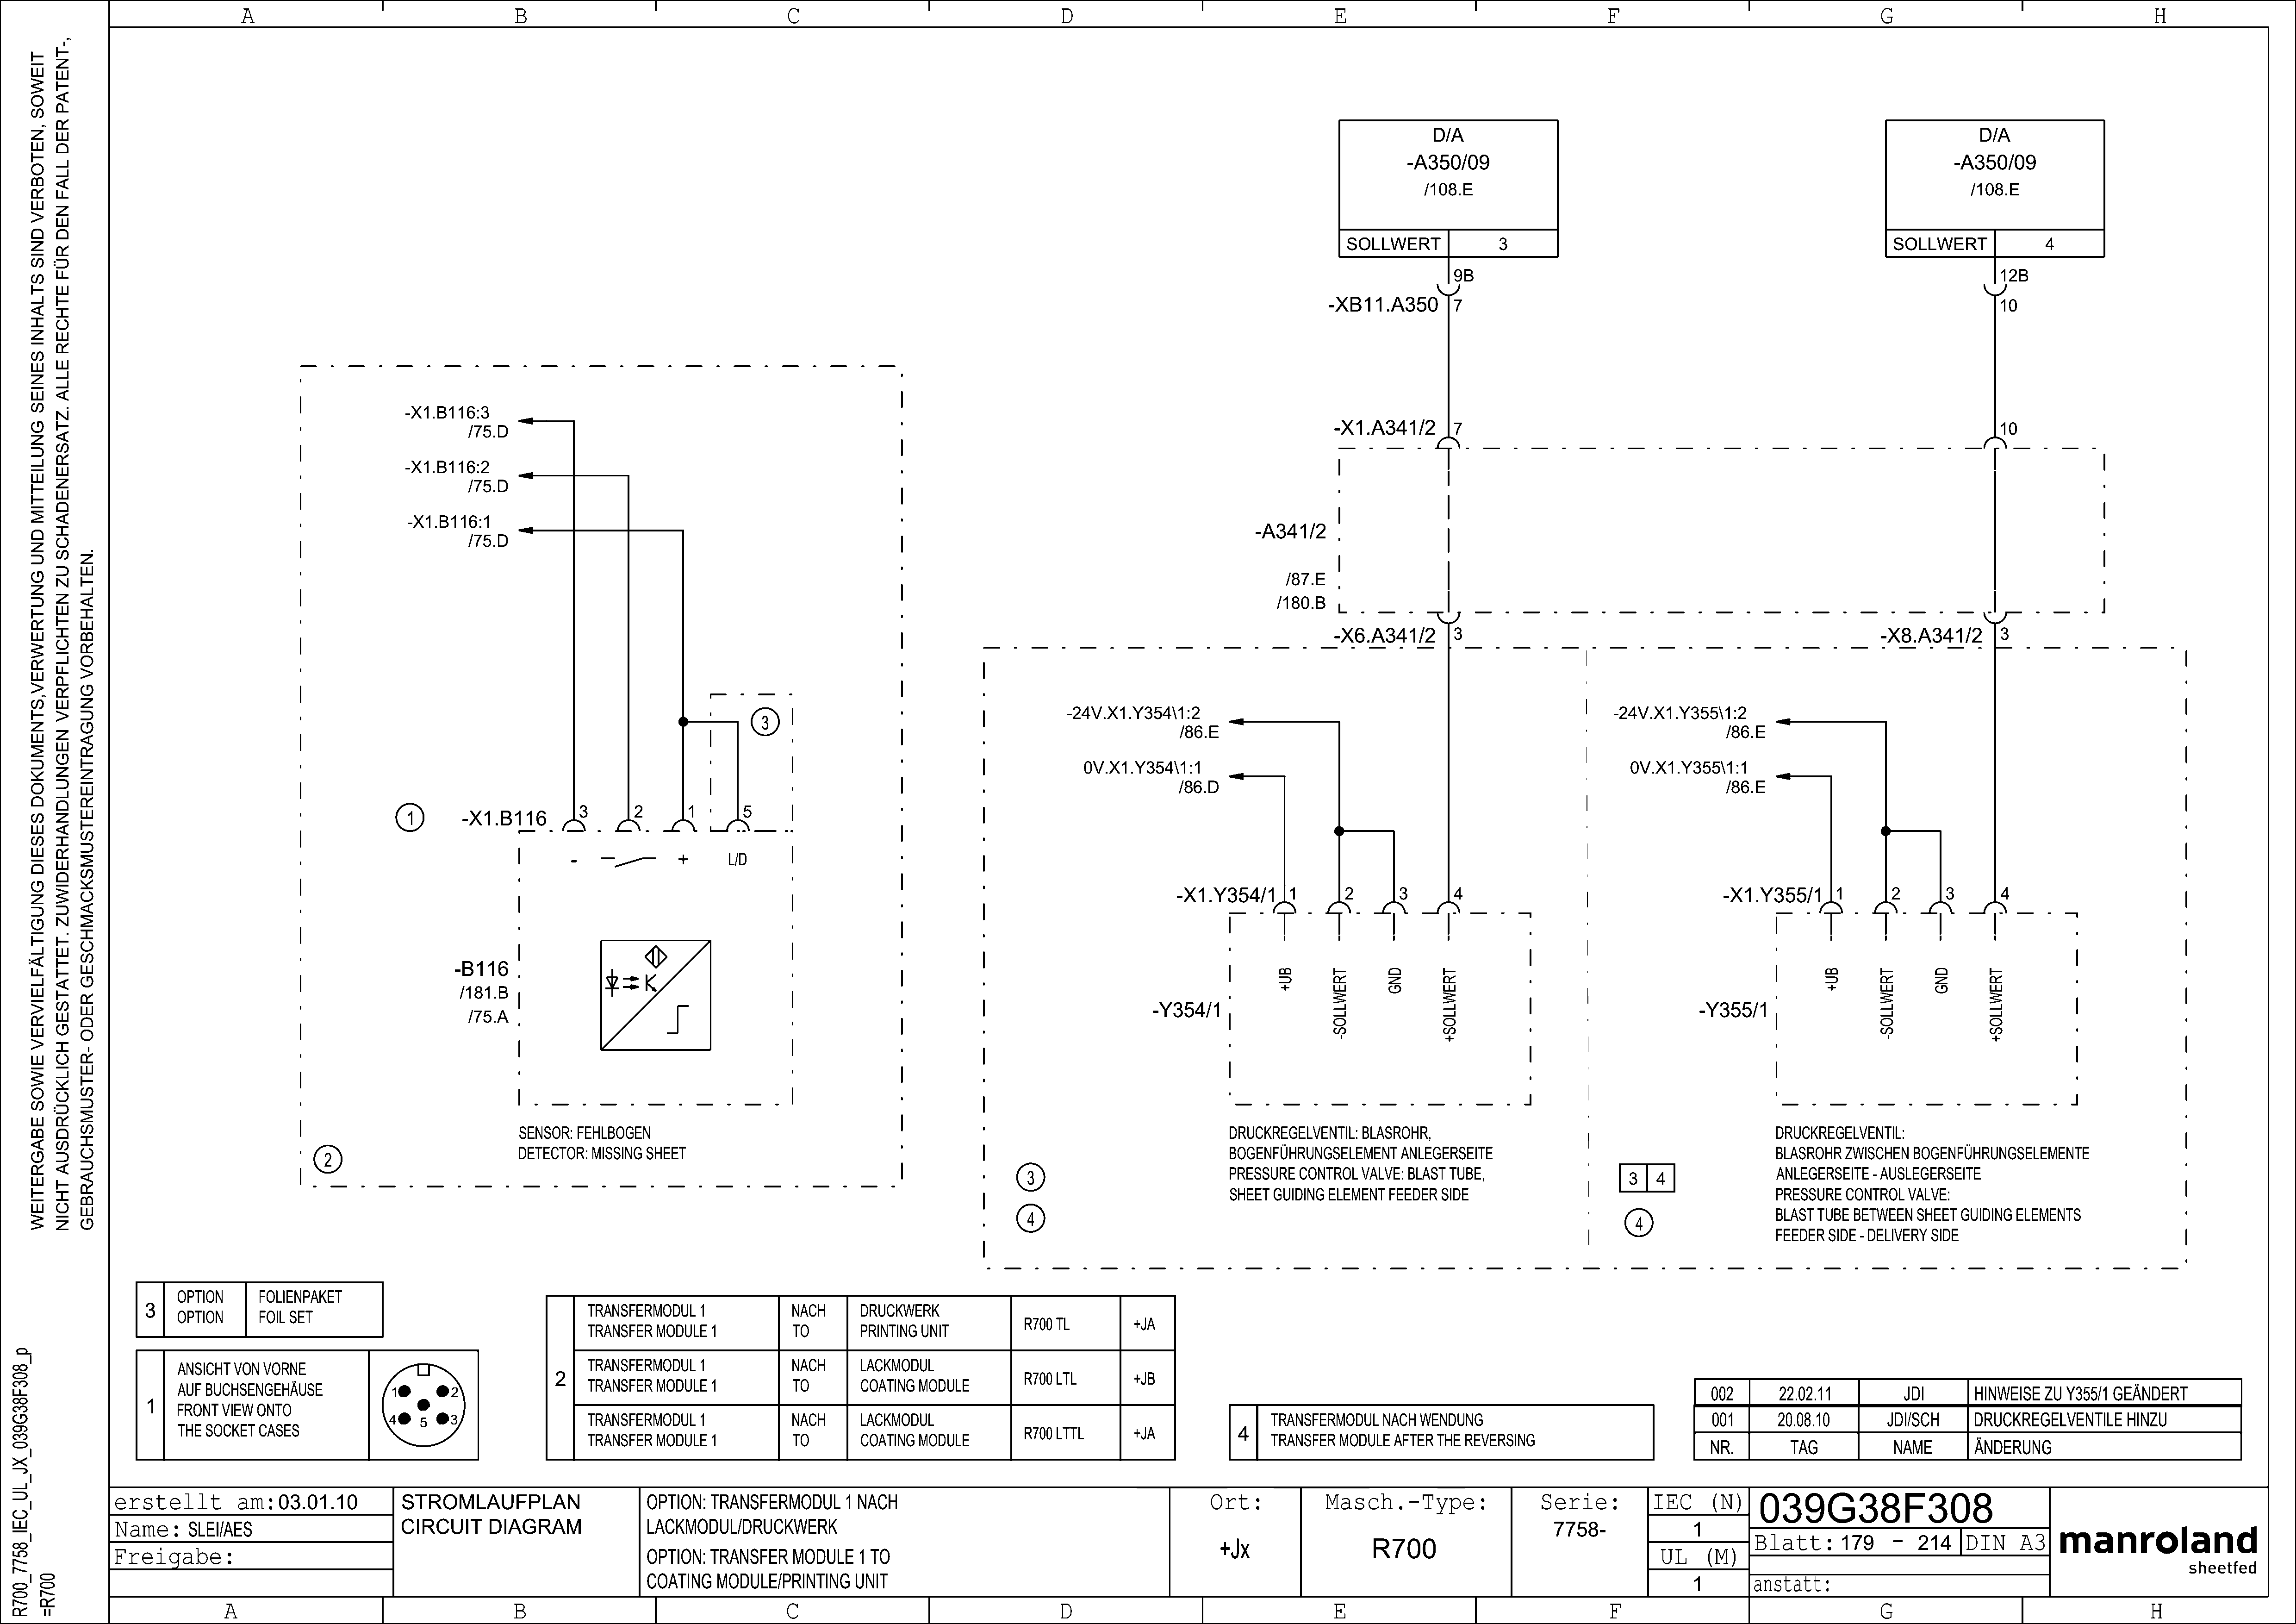 A B C D E F G H
WEITERGABE SOWIE VERVIELFÄLTIGUNG DIESES DOKUMENTS,VERWERTUNG UND MITTEILUNG SEINES INHALTS SIND VERBOTEN, SOWEIT
NICHT AUSDRÜCKLICH GESTATTET. ZUWIDERHANDLUNGEN VERPFLICHTEN ZU SCHADENERSATZ. ALLE RECHTE FÜR DEN FALL DER PATENT-,
GEBRAUCHSMUSTER- ODER GESCHMACKSMUSTEREINTRAGUNG VORBEHALTEN.
R700_7758_IEC_UL_JX_039G38F308_p
=R700
D/A
-A350/09
/108.E
SOLLWERT 3
9B
-XB11.A350 7
D/A
-A350/09
/108.E
SOLLWERT 4
12B
10
-X1.A341/2 7
10
-A341/2
/87.E
/180.B
-X6.A341/2 3
-X8.A341/2 3
-X1.B116:3
/75.D
-X1.B116:2
/75.D
-X1.B116:1
/75.D
3
1
-X1.B116 3 2 1 5
- + L/D
-B116
/181.B
/75.A
SENSOR: FEHLBOGEN
DETECTOR: MISSING SHEET
2
-24V.X1.Y354\1:2
/86.E
0V.X1.Y354\1:1
/86.D
-X1.Y354/1 1 2 3 4
+UB
-SOLLWERT
GND
+SOLLWERT
-Y354/1
DRUCKREGELVENTIL: BLASROHR,
BOGENFÜHRUNGSELEMENT ANLEGERSEITE
PRESSURE CONTROL VALVE: BLAST TUBE,
SHEET GUIDING ELEMENT FEEDER SIDE
3
4
-24V.X1.Y355\1:2
/86.E
0V.X1.Y355\1:1
/86.E
-X1.Y355/1 1 2 3 4
+UB
-SOLLWERT
GND
+SOLLWERT
-Y355/1
DRUCKREGELVENTIL:
BLASROHR ZWISCHEN BOGENFÜHRUNGSELEMENTE
ANLEGERSEITE - AUSLEGERSEITE
PRESSURE CONTROL VALVE:
BLAST TUBE BETWEEN SHEET GUIDING ELEMENTS
FEEDER SIDE - DELIVERY SIDE
3 4
4
3 OPTION FOLIENPAKET
OPTION FOIL SET
1 ANSICHT VON VORNE
AUF BUCHSENGEHÄUSE
FRONT VIEW ONTO
THE SOCKET CASES
1 2
4 5 3
2
TRANSFERMODUL 1 NACH DRUCKWERK
TRANSFER MODULE 1 TO PRINTING UNIT
R700 TL +JA
TRANSFERMODUL 1 NACH LACKMODUL
TRANSFER MODULE 1 TO COATING MODULE
R700 LTL +JB
TRANSFERMODUL 1 NACH LACKMODUL
TRANSFER MODULE 1 TO COATING MODULE
R700 LTTL +JA
4 TRANSFERMODUL NACH WENDUNG
TRANSFER MODULE AFTER THE REVERSING
002 22.02.11 JDI HINWEISE ZU Y355/1 GEÄNDERT
001 20.08.10 JDI/SCH DRUCKREGELVENTILE HINZU
NR. TAG NAME ÄNDERUNG
erstellt am: 03.01.10
Name: SLEI/AES
Freigabe:
STROMLAUFPLAN
CIRCUIT DIAGRAM
OPTION: TRANSFERMODUL 1 NACH
LACKMODUL/DRUCKWERK
OPTION: TRANSFER MODULE 1 TO
COATING MODULE/PRINTING UNIT
Ort:
+Jx
Masch.-Type:
R700
Serie:
7758-
IEC (N)
1
UL (M)
1
039G38F308
Blatt: 179 - 214 DIN A3
anstatt:
manroland
sheetfed
A B C D E F G H